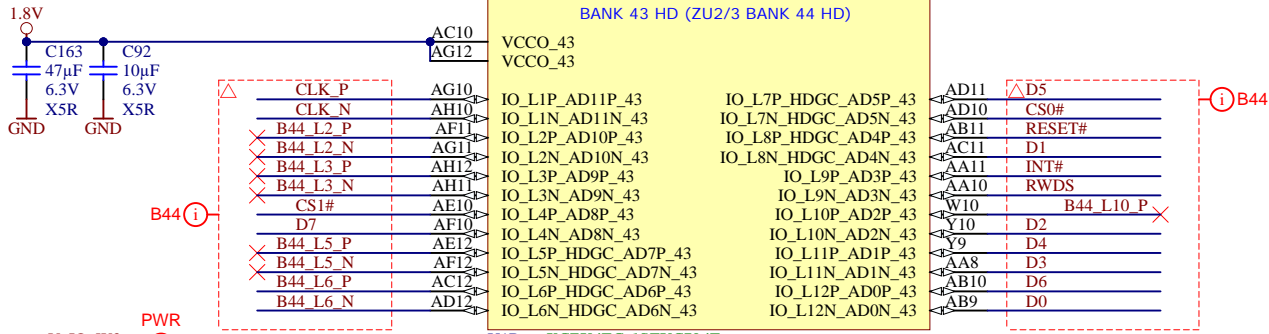 BANK 43 HD (ZU2/3 BANK 44 HD)
1.8V
C163
47µF
6.3V
X5R
GND
C92
10µF
6.3V
X5R
GND
AC10 VCCO_43
AG12 VCCO_43
B44
CLK_P AG10 IO_L1P_AD11P_43
CLK_N AH10 IO_L1N_AD11N_43
B44_L2_P AF11 IO_L2P_AD10P_43
B44_L2_N AG11 IO_L2N_AD10N_43
B44_L3_P AH12 IO_L3P_AD9P_43
B44_L3_N AH11 IO_L3N_AD9N_43
CS1# AE10 IO_L4P_AD8P_43
D7 AF10 IO_L4N_AD8N_43
B44_L5_P AE12 IO_L5P_HDGC_AD7P_43
B44_L5_N AF12 IO_L5N_HDGC_AD7N_43
B44_L6_P AC12 IO_L6P_HDGC_AD6P_43
B44_L6_N AD12 IO_L6N_HDGC_AD6N_43
IO_L7P_HDGC_AD5P_43 AD11 D5
IO_L7N_HDGC_AD5N_43 AD10 CS0#
IO_L8P_HDGC_AD4P_43 AB11 RESET#
IO_L8N_HDGC_AD4N_43 AC11 D1
IO_L9P_AD3P_43 AA11 INT#
IO_L9N_AD3N_43 AA10 RWDS
IO_L10P_AD2P_43 W10 B44_L10_P
IO_L10N_AD2N_43 Y10 D2
IO_L11P_AD1P_43 Y9 D4
IO_L11N_AD1N_43 AA8 D3
IO_L12P_AD0P_43 AB10 D6
IO_L12N_AD0N_43 AB9 D0
i B44
i
PWR